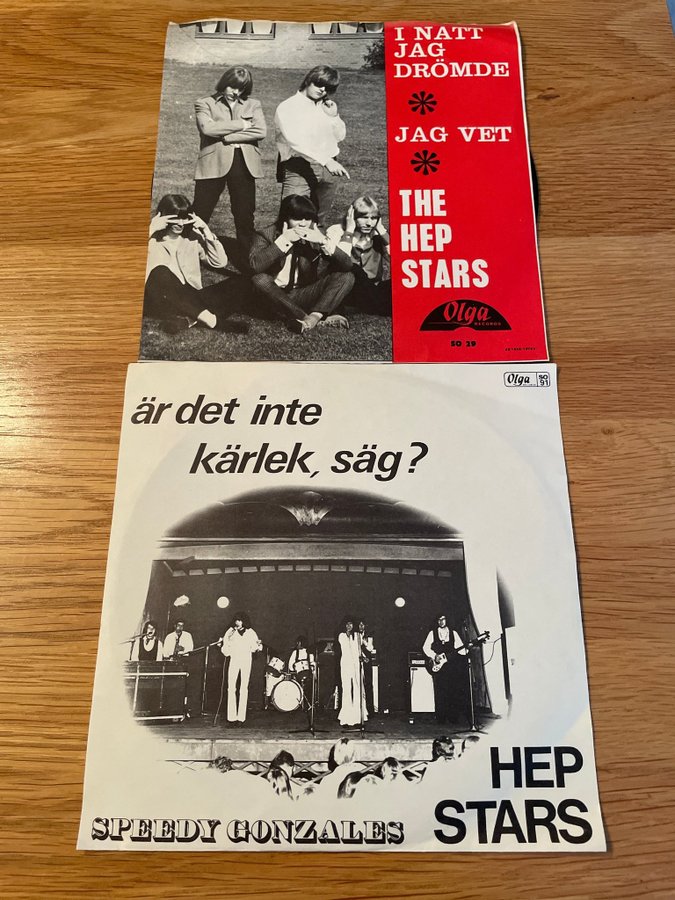 I NATT
JAG
DRÖMDE
JAG VET
THE
HEP
STARS
Olga
RECORDS
SO 29
Olga
SO
91
är det inte
kärlek, säg?
HEP
STARS
SPEEDY GONZALES